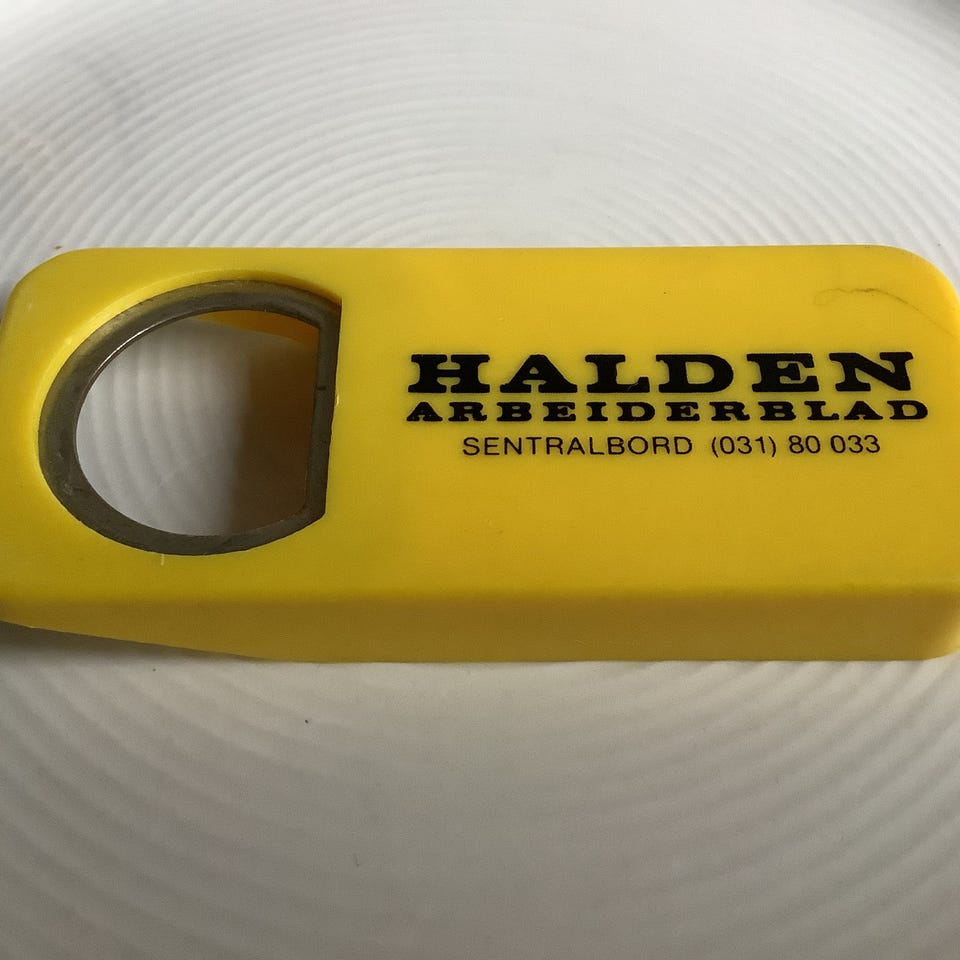 HALDEN
ARBEIDERBLAD
SENTRALBORD (031) 80 033